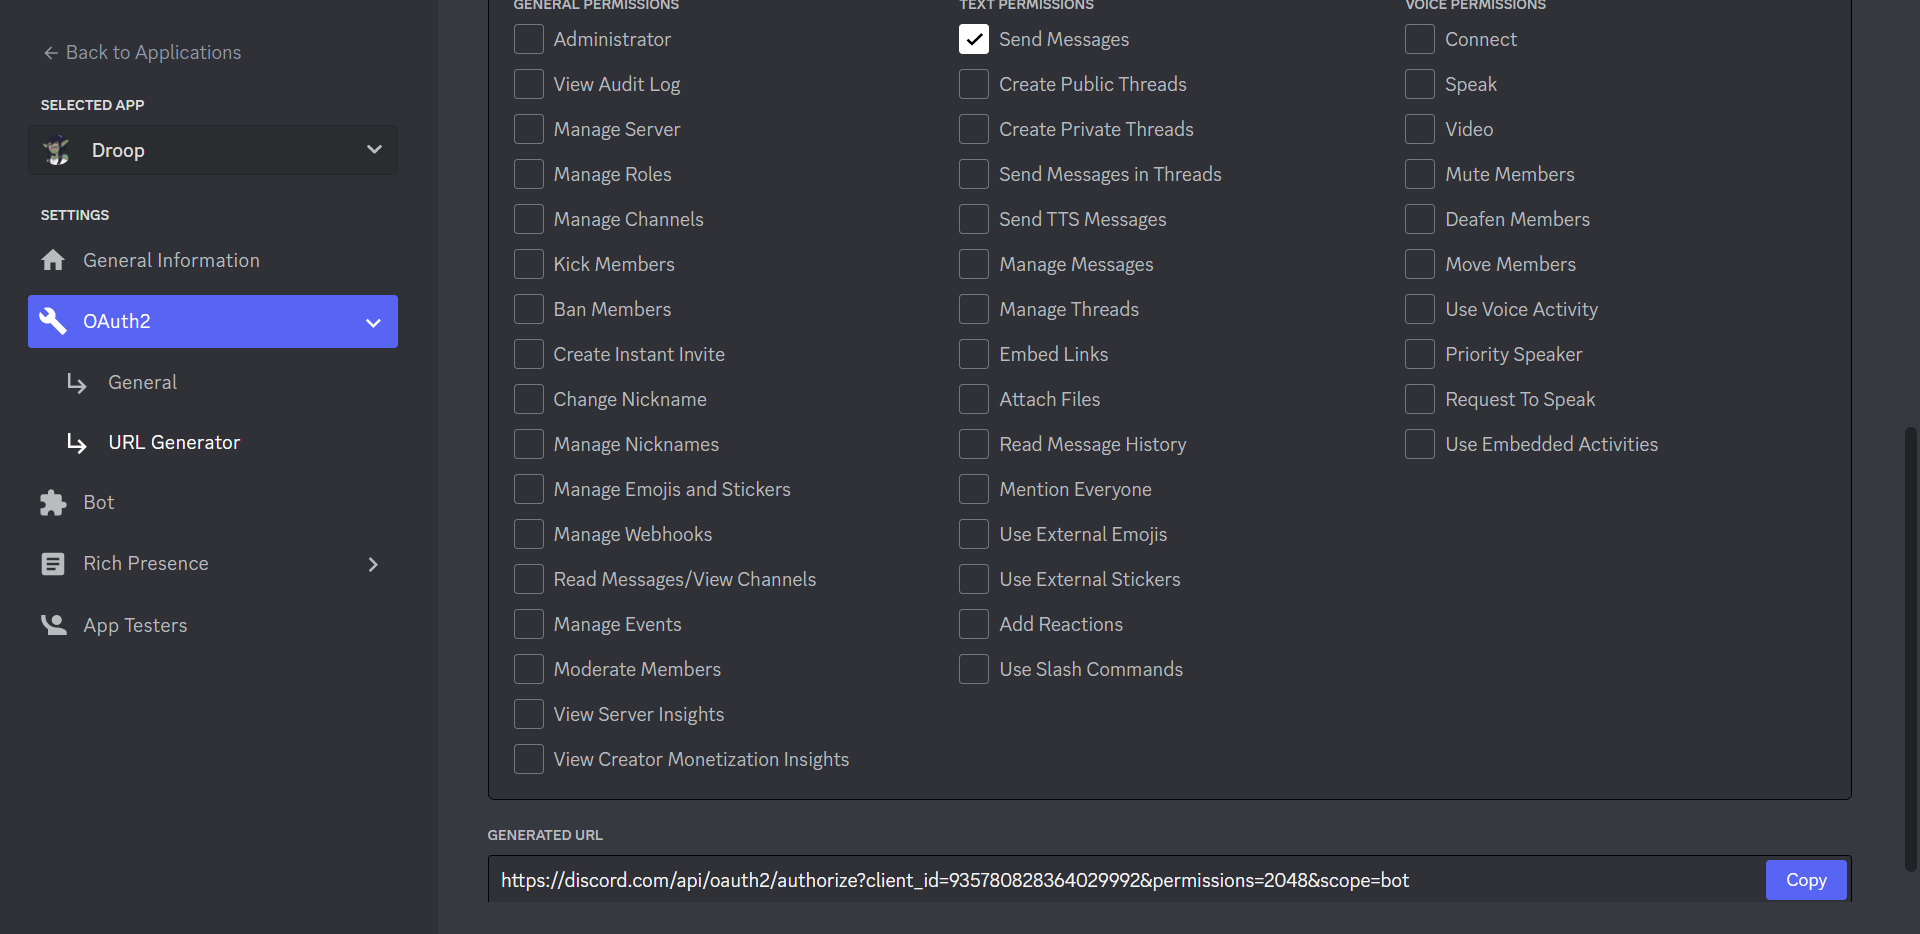 Back to Applications
SELECTED APP
Droop
SETTINGS
General Information
OAuth2
General
URL Generator
Bot
Rich Presence
App Testers
GENERAL PERMISSIONS
Administrator
View Audit Log
Manage Server
Manage Roles
Manage Channels
Kick Members
Ban Members
Create Instant Invite
Change Nickname
Manage Nicknames
Manage Emojis and Stickers
Manage Webhooks
Read Messages/View Channels
Manage Events
Moderate Members
View Server Insights
View Creator Monetization Insights
TEXT PERMISSIONS
Send Messages
Create Public Threads
Create Private Threads
Send Messages in Threads
Send TTS Messages
Manage Messages
Manage Threads
Embed Links
Attach Files
Read Message History
Mention Everyone
Use External Emojis
Use External Stickers
Add Reactions
Use Slash Commands
VOICE PERMISSIONS
Connect
Speak
Video
Mute Members
Deafen Members
Move Members
Use Voice Activity
Priority Speaker
Request To Speak
Use Embedded Activities
GENERATED URL
https://discord.com/api/oauth2/authorize?client_id=935780828364029992&permissions=2048&scope=bot
Copy